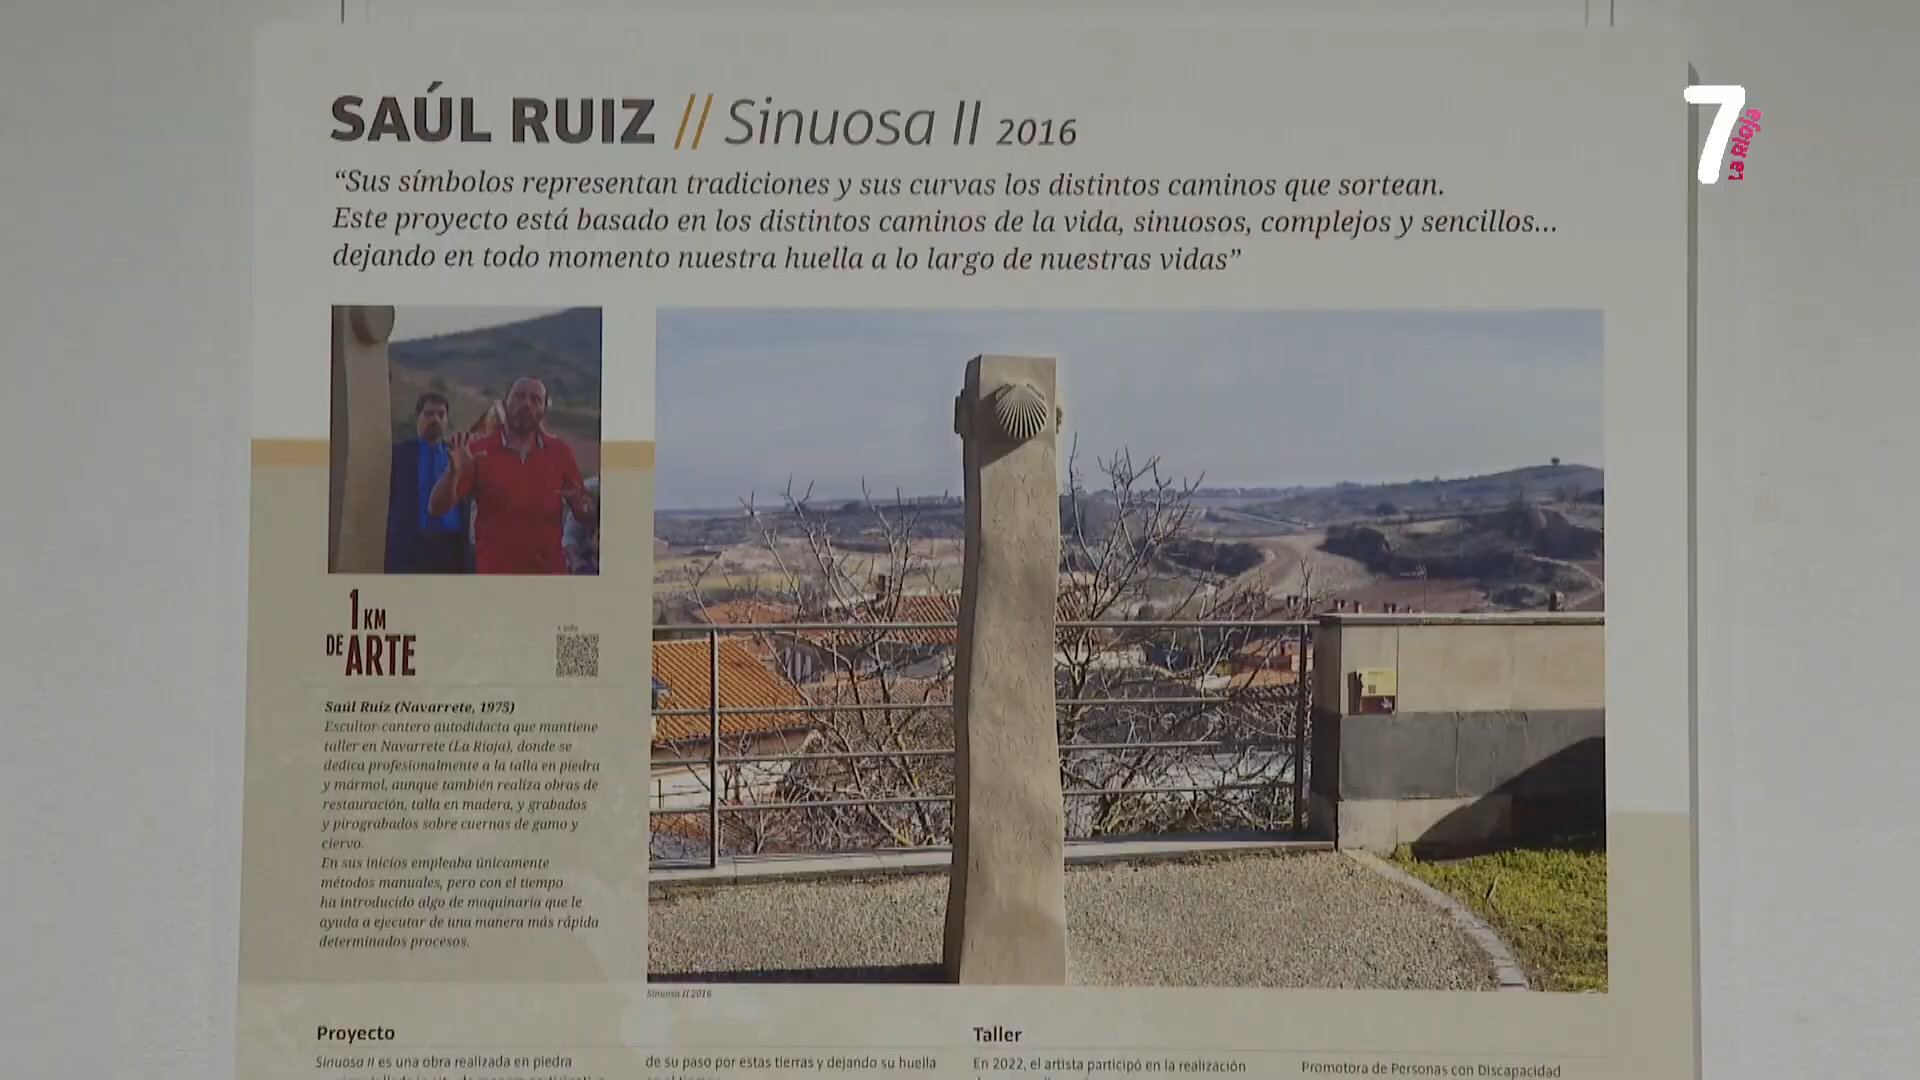 SAÚL RUIZ // Sinuosa II 2016
“Sus símbolos representan tradiciones y sus curvas los distintos caminos que sortean.
Este proyecto está basado en los distintos caminos de la vida, sinuosos, complejos y sencillos...
dejando en todo momento nuestra huella a lo largo de nuestras vidas”
7 La Rioja
1 KM
DE ARTE
+ info
Saúl Ruiz (Navarrete, 1975)
Escultor-cantero autodidacta que mantiene
taller en Navarrete (La Rioja), donde se
dedica profesionalmente a la talla en piedra
y mármol, aunque también realiza obras de
restauración, talla en madera, y grabados
y pirograbados sobre cuernas de gamo y
ciervo.
En sus inicios empleaba únicamente
métodos manuales, pero con el tiempo
ha introducido algo de maquinaria que le
ayuda a ejecutar de una manera más rápida
determinados procesos.
Sinuosa II 2016
Proyecto
Sinuosa II es una obra realizada en piedra
de su paso por estas tierras y dejando su huella
Taller
En 2022, el artista participó en la realización
Promotora de Personas con Discapacidad